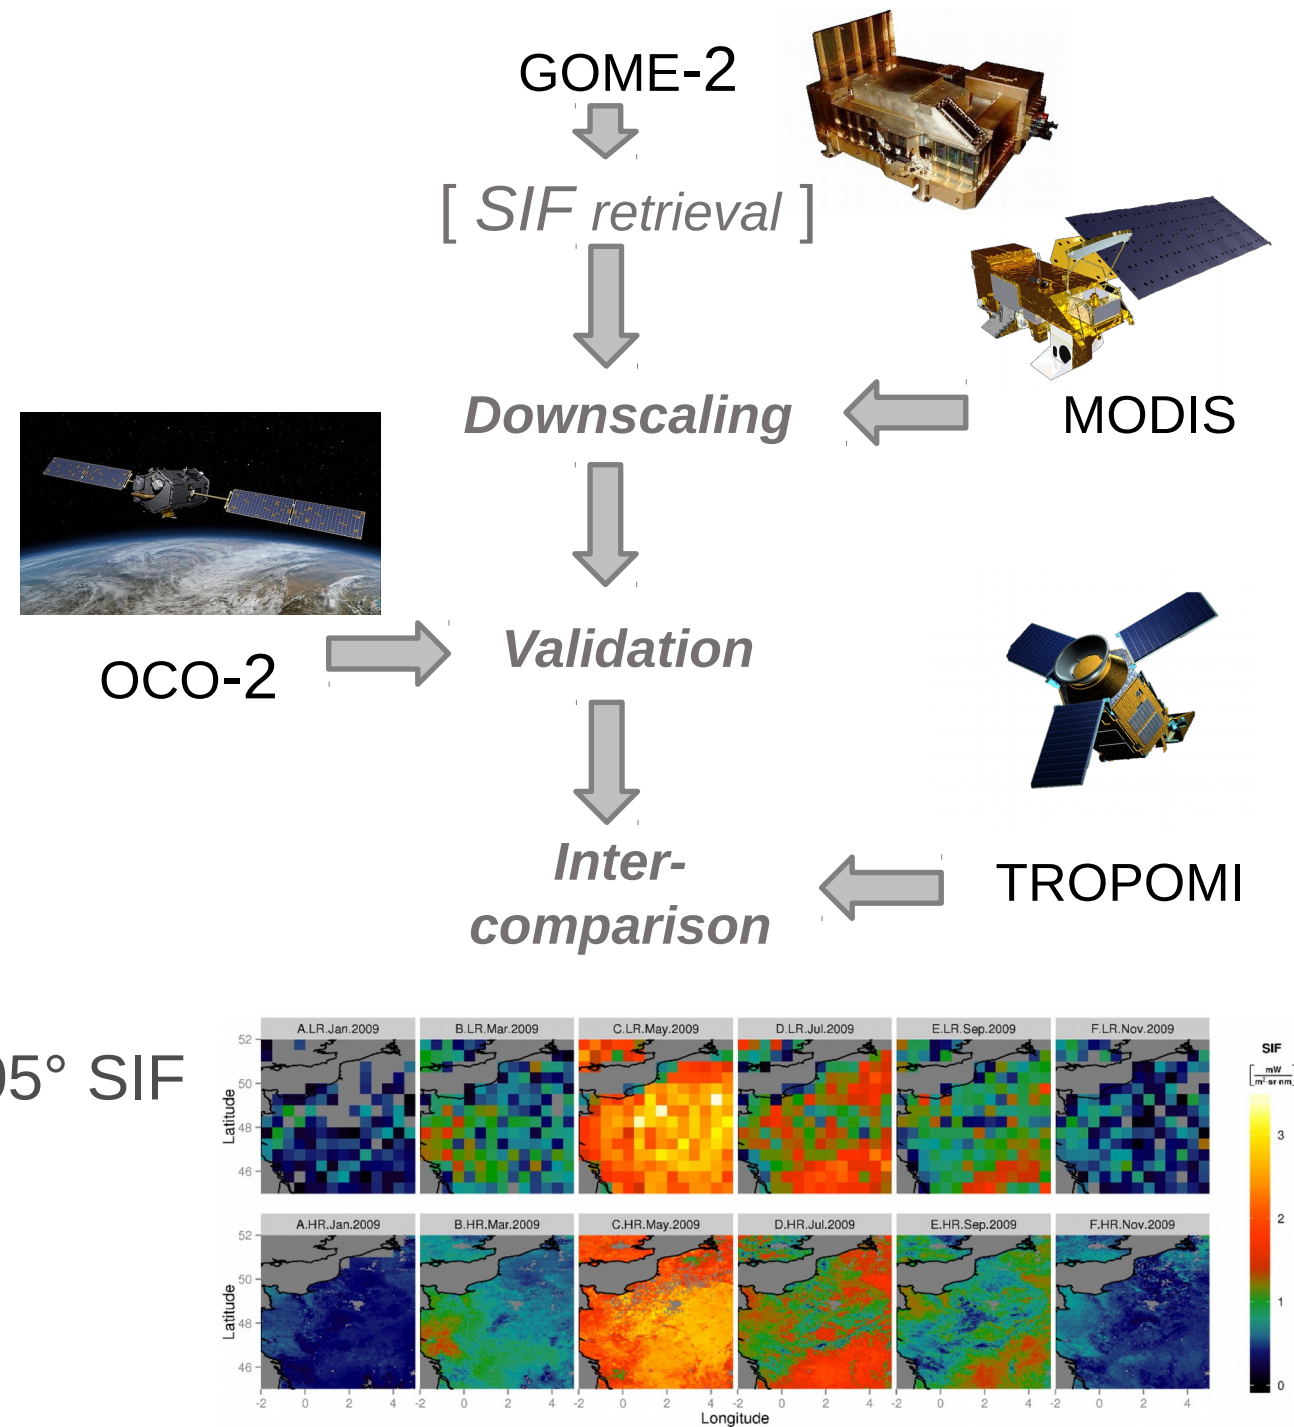 GOME-2
[ SIF retrieval ]
Downscaling
MODIS
OCO-2
Validation
Inter-
comparison
TROPOMI
5° SIF
A.LR.Jan.2009
B.LR.Mar.2009
C.LR.May.2009
D.LR.Jul.2009
E.LR.Sep.2009
F.LR.Nov.2009
52
50
48
46
Latitude
A.HR.Jan.2009
B.HR.Mar.2009
C.HR.May.2009
D.HR.Jul.2009
E.HR.Sep.2009
F.HR.Nov.2009
52
50
48
46
Latitude
-2 0 2 4 -2 0 2 4 -2 0 2 4 -2 0 2 4 -2 0 2 4 -2 0 2 4
Longitude
SIF
[mW
m² sr nm]
3
2
1
0